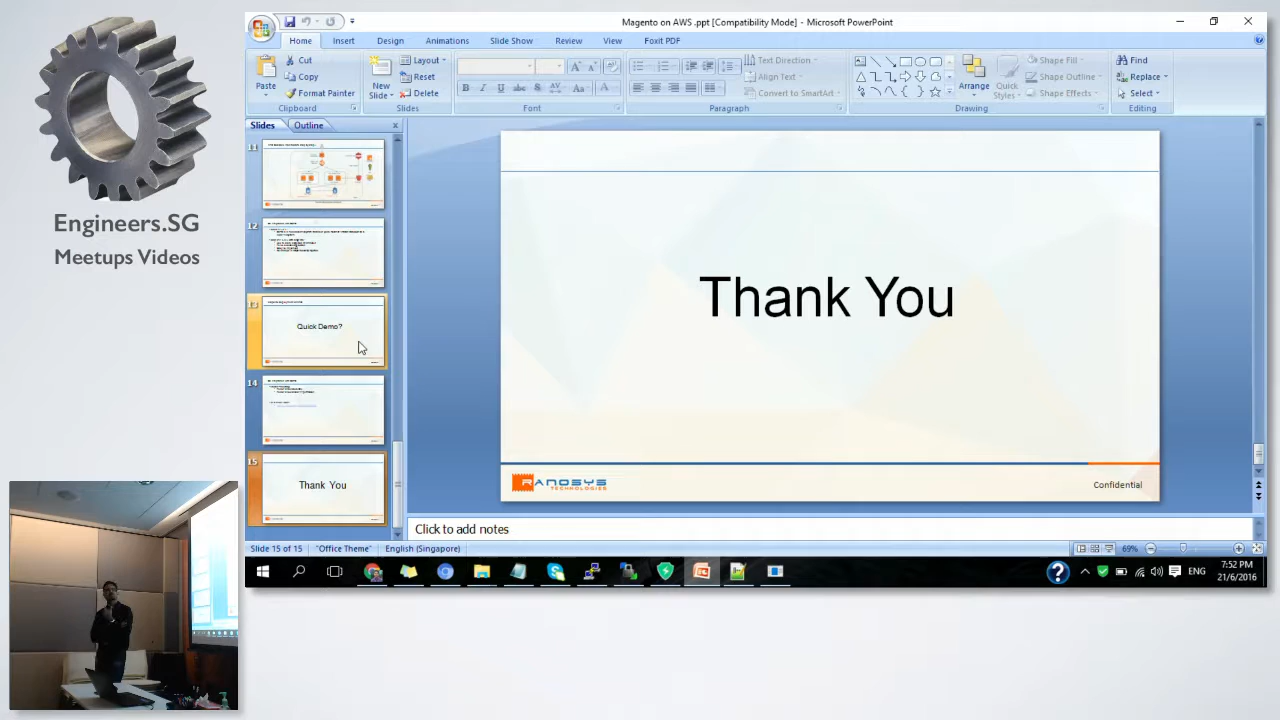 Magento on AWS .ppt [Compatibility Mode] - Microsoft PowerPoint
Home Insert Design Animations Slide Show Review View Foxit PDF
Paste
Cut
Copy
Format Painter
Clipboard
New Slide
Layout
Reset
Delete
Slides
Font
Paragraph
Text Direction
Align Text
Convert to SmartArt
Arrange
Quick Styles
Shape Fill
Shape Outline
Shape Effects
Drawing
Find
Replace
Select
Editing
Slides Outline
11
12
13
Quick Demo?
14
15
Thank You
Thank You
RANOSYS
TECHNOLOGIES
Confidential
Click to add notes
Slide 15 of 15 "Office Theme" English (Singapore) 69%
ENG
7:52 PM
21/6/2016
Engineers.SG
Meetups Videos